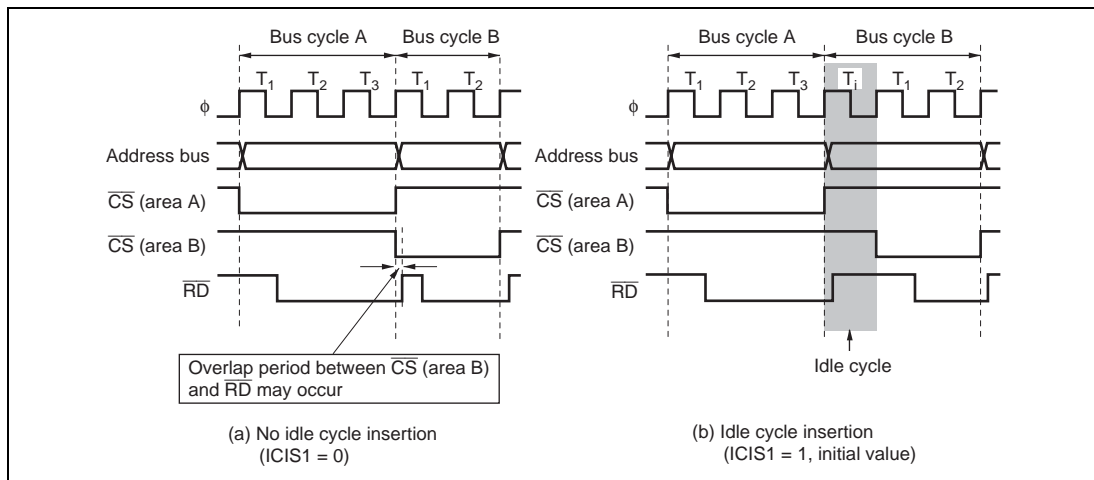 Bus cycle A Bus cycle B
T1 T2 T3 T1 T2
φ
Address bus
CS (area A)
CS (area B)
RD
Overlap period between CS (area B)
and RD may occur
(a) No idle cycle insertion
(ICIS1 = 0)
Bus cycle A Bus cycle B
T1 T2 T3 Ti T1 T2
φ
Address bus
CS (area A)
CS (area B)
RD
Idle cycle
(b) Idle cycle insertion
(ICIS1 = 1, initial value)